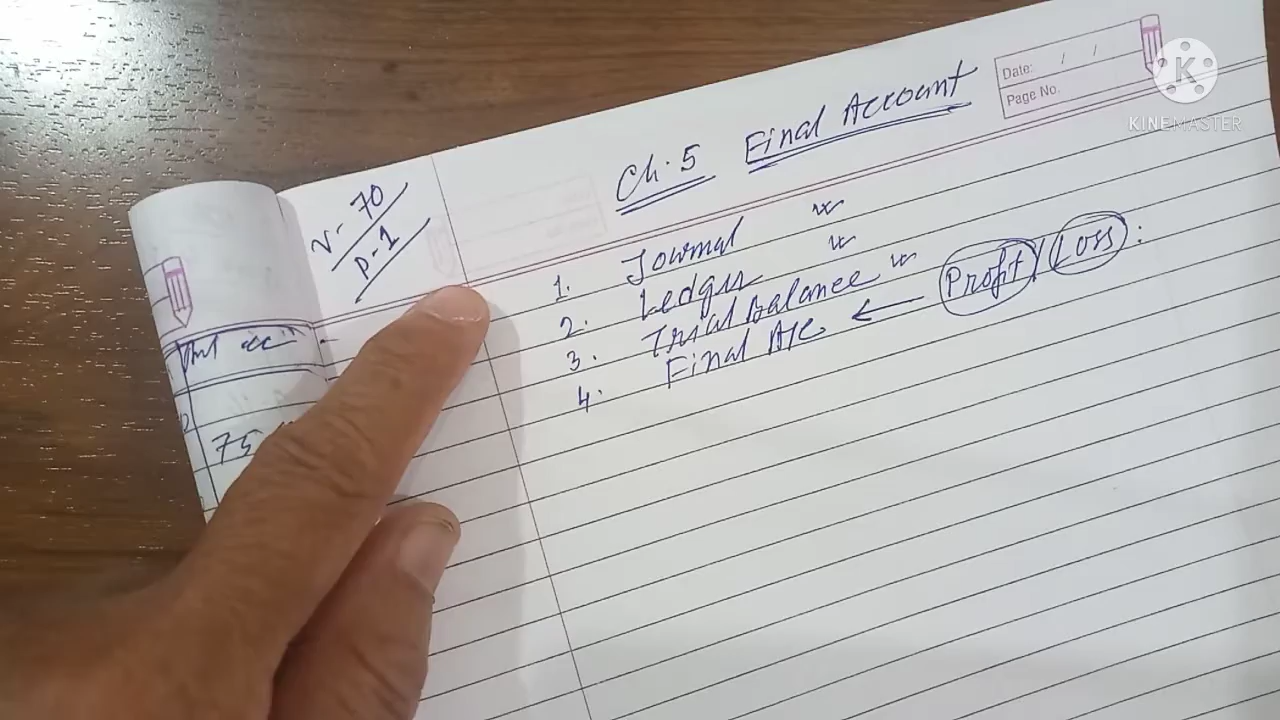 Ch. 5 Final Account
Date: / /
Page No.
KINEMASTER
V- 70
P-1
1. Journal
2. Ledger
3. Trial Balance
4. Final A/c. ← Profit / Loss :
75